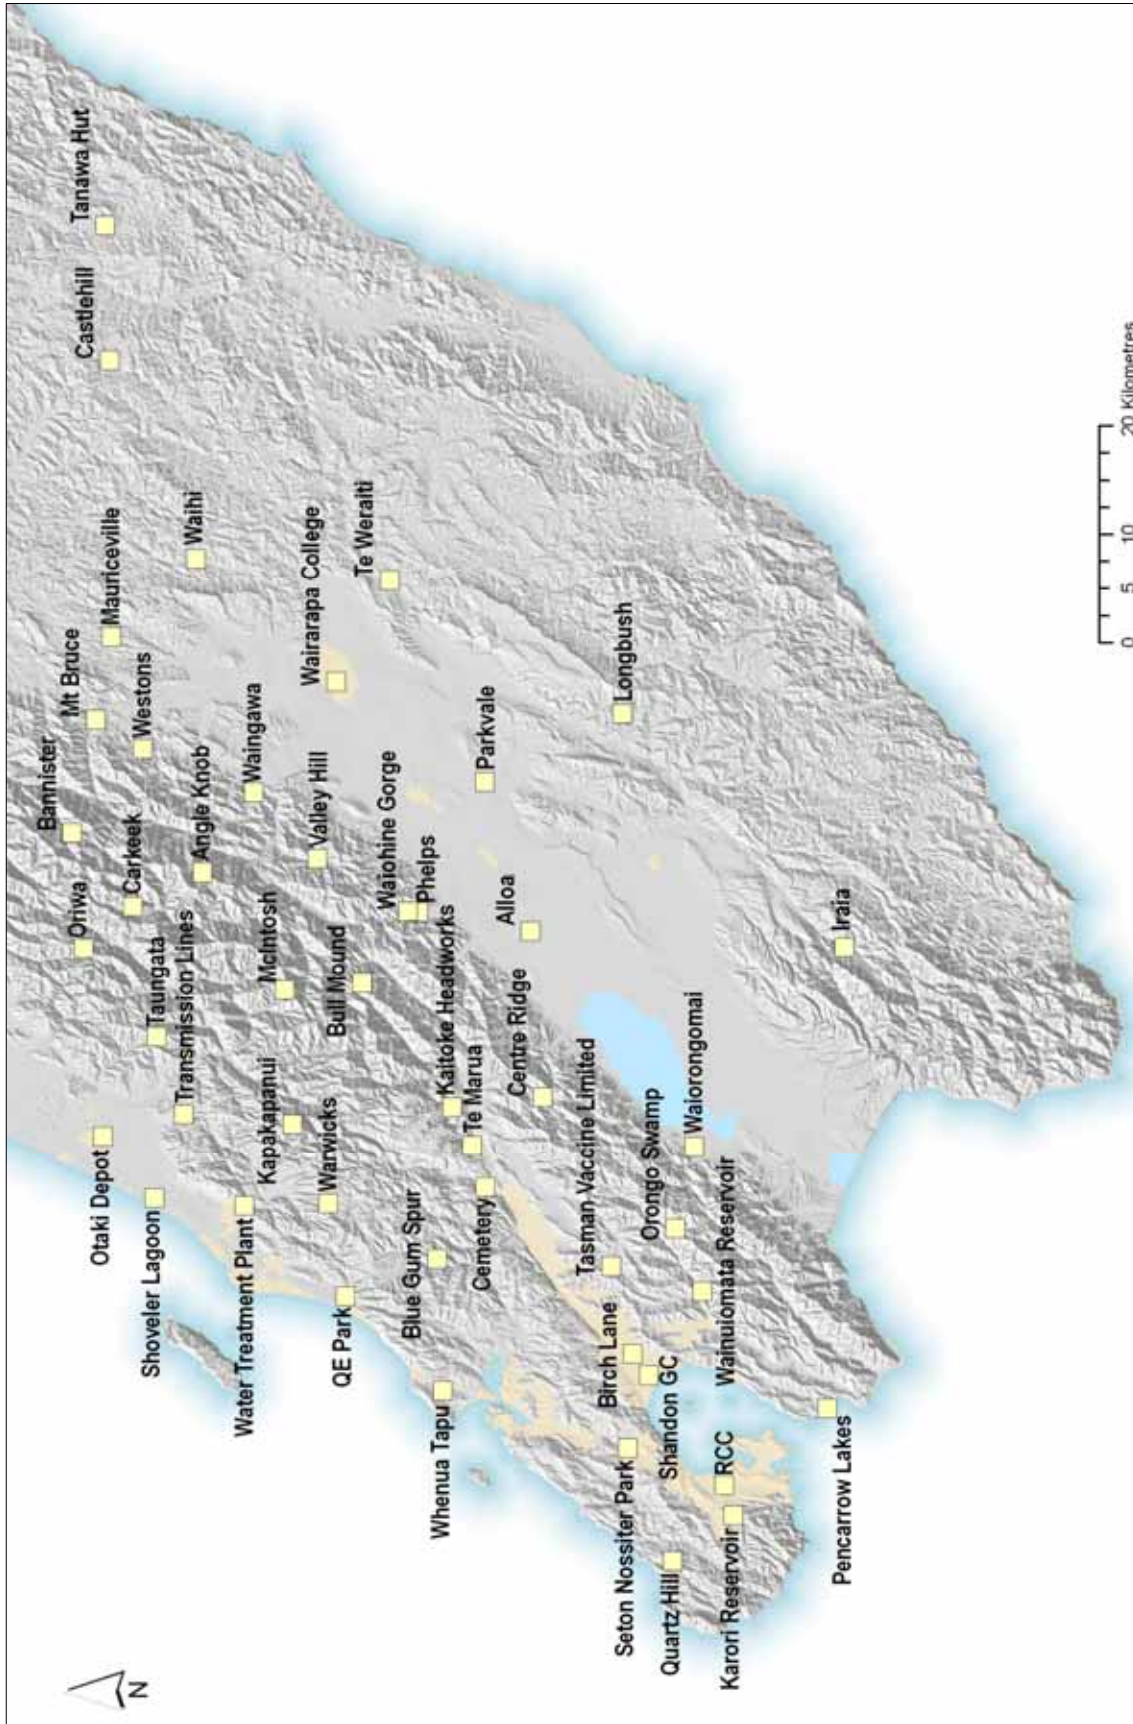 Tanawa Hut
Castlehill
Mauriceville
Waihi
Mt Bruce
Westons
Bannister
Carkeek
Angle Knob
Waingawa
Wairarapa College
Te Weraiti
Oriwa
Taungata
Transmission Lines
McIntosh
Valley Hill
Waiohine Gorge
Phelps
Parkvale
Longbush
Otaki Depot
Shoveler Lagoon
Kapakapanui
Bull Mound
Kaitoke Headworks
Alloa
Water Treatment Plant
Warwicks
Te Marua
Centre Ridge
Iraia
QE Park
Blue Gum Spur
Cemetery
Tasman Vaccine Limited
Orongo Swamp
Waiorongomai
Whenua Tapu
Birch Lane
Shandon GC
Wainuiomata Reservoir
Seton Nossiter Park
RCC
Quartz Hill
Karori Reservoir
Pencarrow Lakes
N
0 5 10 20 Kilometres